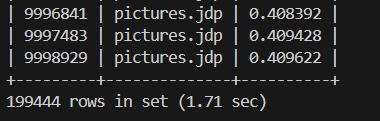 | 9996841 | pictures.jdp | 0.408392 |
| 9997483 | pictures.jdp | 0.409428 |
| 9998929 | pictures.jdp | 0.409622 |
+---------+--------------+----------+
199444 rows in set (1.71 sec)